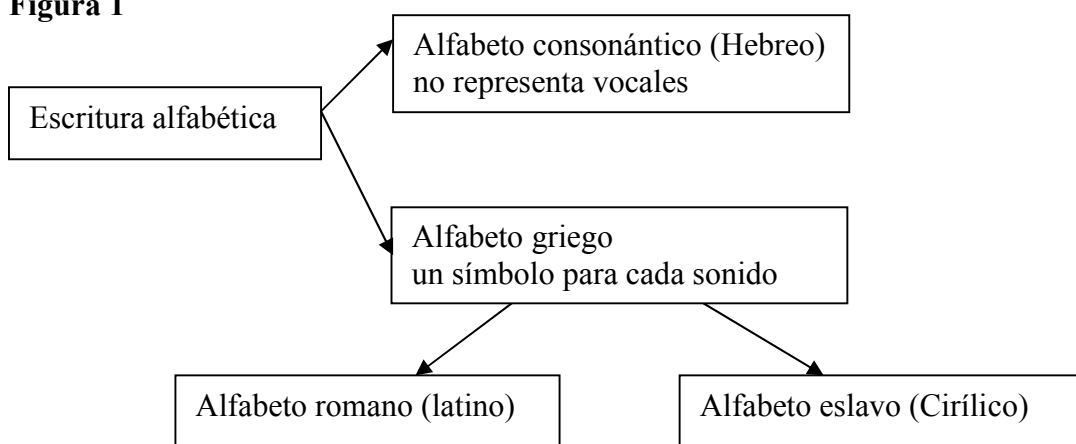 Figura 1
Alfabeto consonántico (Hebreo)
no representa vocales
Escritura alfabética
Alfabeto griego
un símbolo para cada sonido
Alfabeto romano (latino)
Alfabeto eslavo (Cirílico)